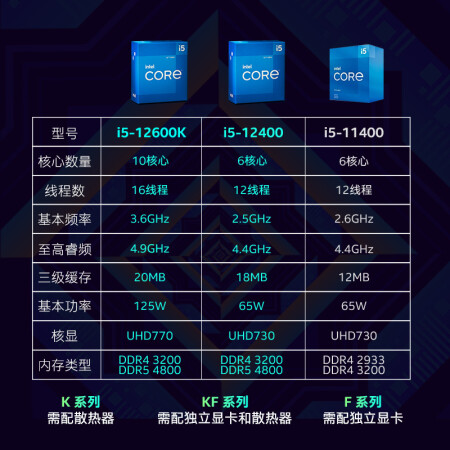 intel
CORE
i5
intel
CORE
i5
intel
CORE
i5
型号 i5-12600K i5-12400 i5-11400
核心数量 10核心 6核心 6核心
线程数 16线程 12线程 12线程
基本频率 3.6GHz 2.5GHz 2.6GHz
至高睿频 4.9GHz 4.4GHz 4.4GHz
三级缓存 20MB 18MB 12MB
基本功率 125W 65W 65W
核显 UHD770 UHD730 UHD730
内存类型 DDR4 3200 DDR4 3200 DDR4 2933
DDR5 4800 DDR5 4800 DDR4 3200
K 系列 KF 系列 F 系列
需配散热器 需配独立显卡和散热器 需配独立显卡